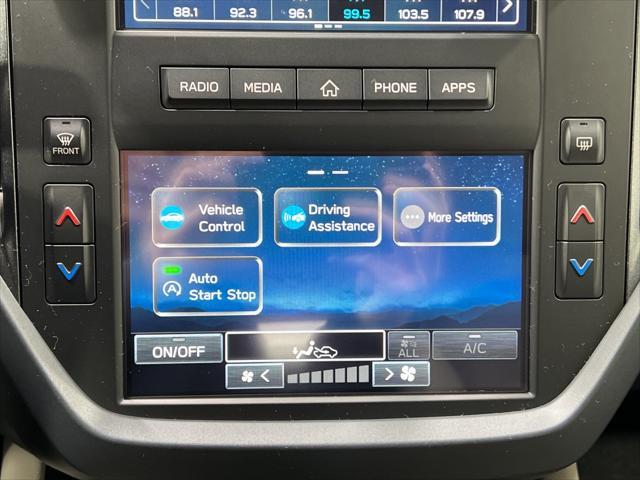 88.1 92.3 96.1 99.5 103.5 107.9
RADIO MEDIA PHONE APPS
FRONT
Vehicle
Control
Driving
Assistance
More Settings
A
Auto
Start Stop
ON/OFF
ALL
A/C